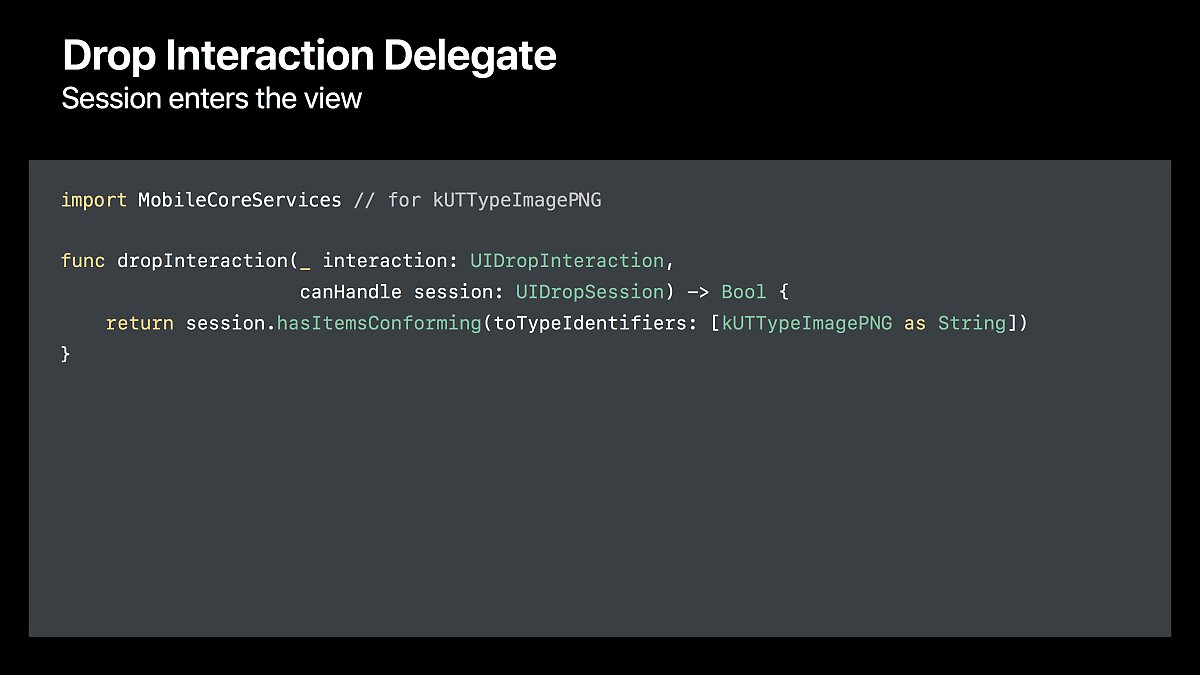 Drop Interaction Delegate
Session enters the view
import MobileCoreServices // for kUTTypeImagePNG
func dropInteraction(_ interaction: UIDropInteraction,
canHandle session: UIDropSession) -> Bool {
return session.hasItemsConforming(toTypeIdentifiers: [kUTTypeImagePNG as String])
}